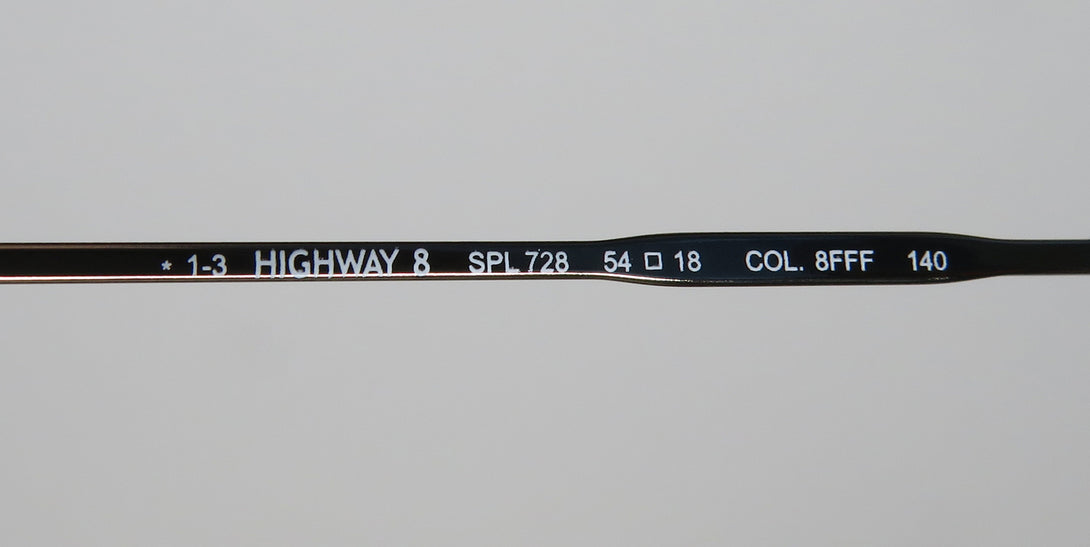 * 1-3 HIGHWAY 8 SPL 728 54 □ 18 COL. 8FFF 140